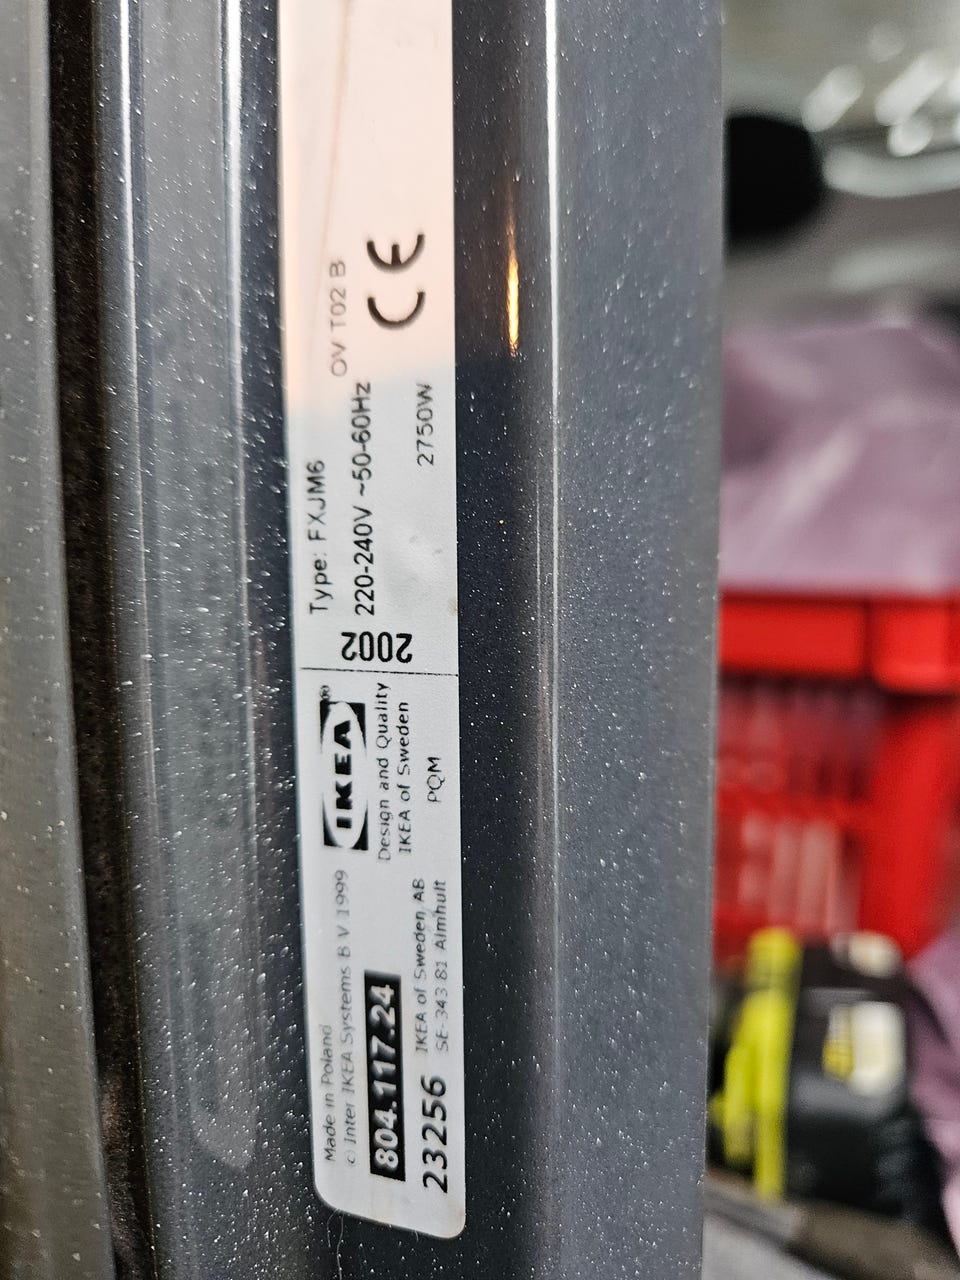 Made in Poland
© Inter IKEA Systems B V 1999
804.117.24
23256
IKEA of Sweden AB
SE-343 81 Älmhult
IKEA®
Design and Quality
IKEA of Sweden
PQM
2002
Type: FXJM6
220-240V ~50-60Hz
2750W
OV T02 B
CE